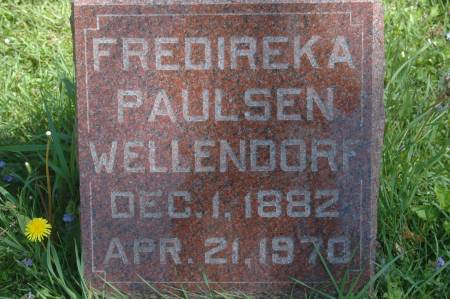 FREDIREKA
PAULSEN
WELLENDORF
DEC. 1, 1882
APR. 21, 1970